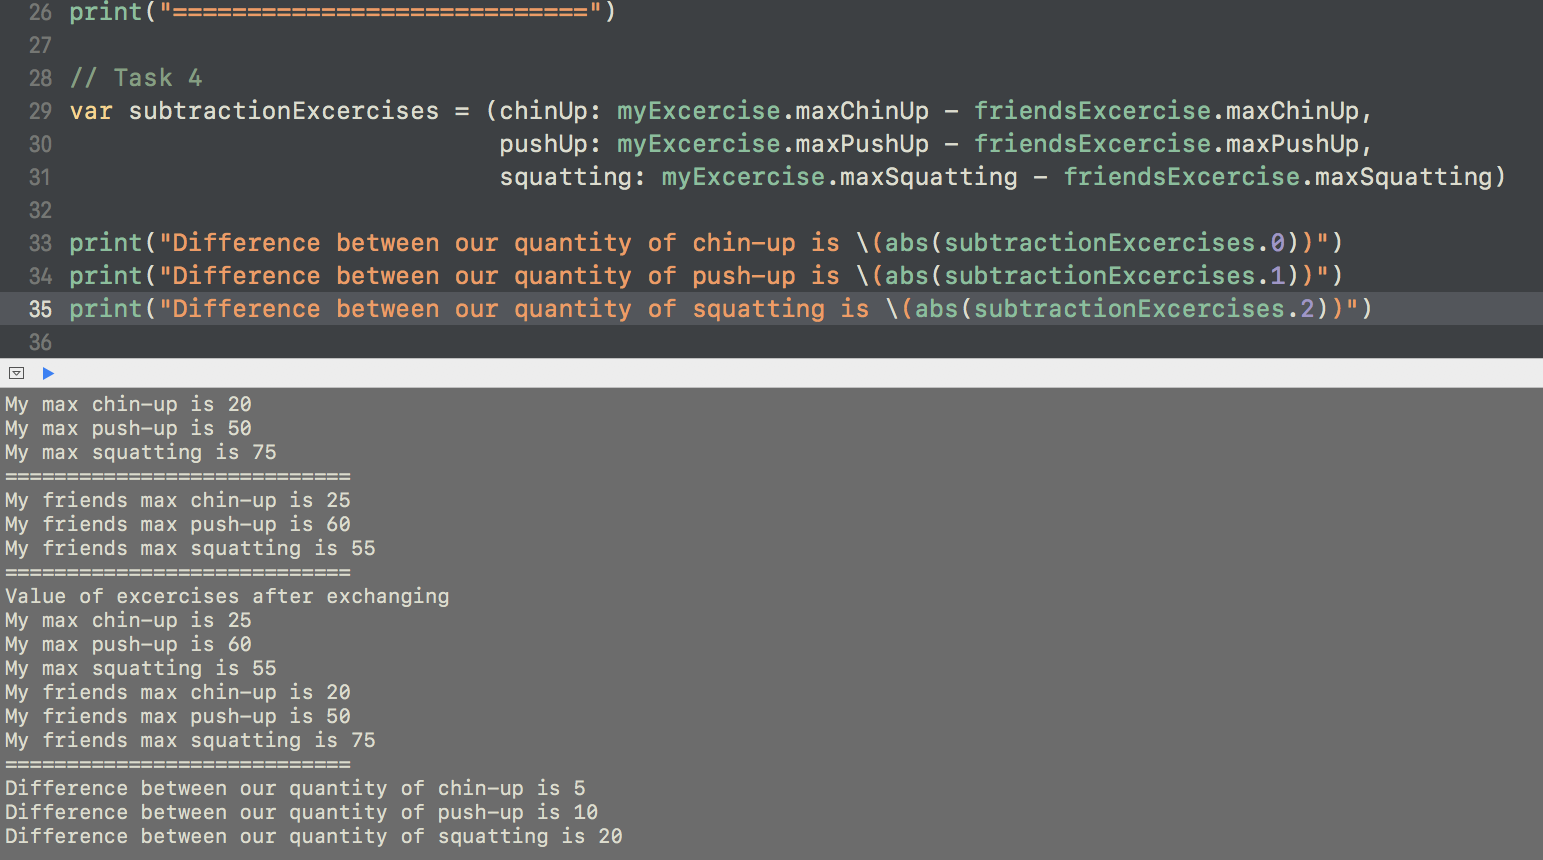 26 print("============================")
27
28 // Task 4
29 var subtractionExcercises = (chinUp: myExcercise.maxChinUp - friendsExcercise.maxChinUp,
30 pushUp: myExcercise.maxPushUp - friendsExcercise.maxPushUp,
31 squatting: myExcercise.maxSquatting - friendsExcercise.maxSquatting)
32
33 print("Difference between our quantity of chin-up is \(abs(subtractionExcercises.0))")
34 print("Difference between our quantity of push-up is \(abs(subtractionExcercises.1))")
35 print("Difference between our quantity of squatting is \(abs(subtractionExcercises.2))")
36
My max chin-up is 20
My max push-up is 50
My max squatting is 75
============================
My friends max chin-up is 25
My friends max push-up is 60
My friends max squatting is 55
============================
Value of excercises after exchanging
My max chin-up is 25
My max push-up is 60
My max squatting is 55
My friends max chin-up is 20
My friends max push-up is 50
My friends max squatting is 75
============================
Difference between our quantity of chin-up is 5
Difference between our quantity of push-up is 10
Difference between our quantity of squatting is 20